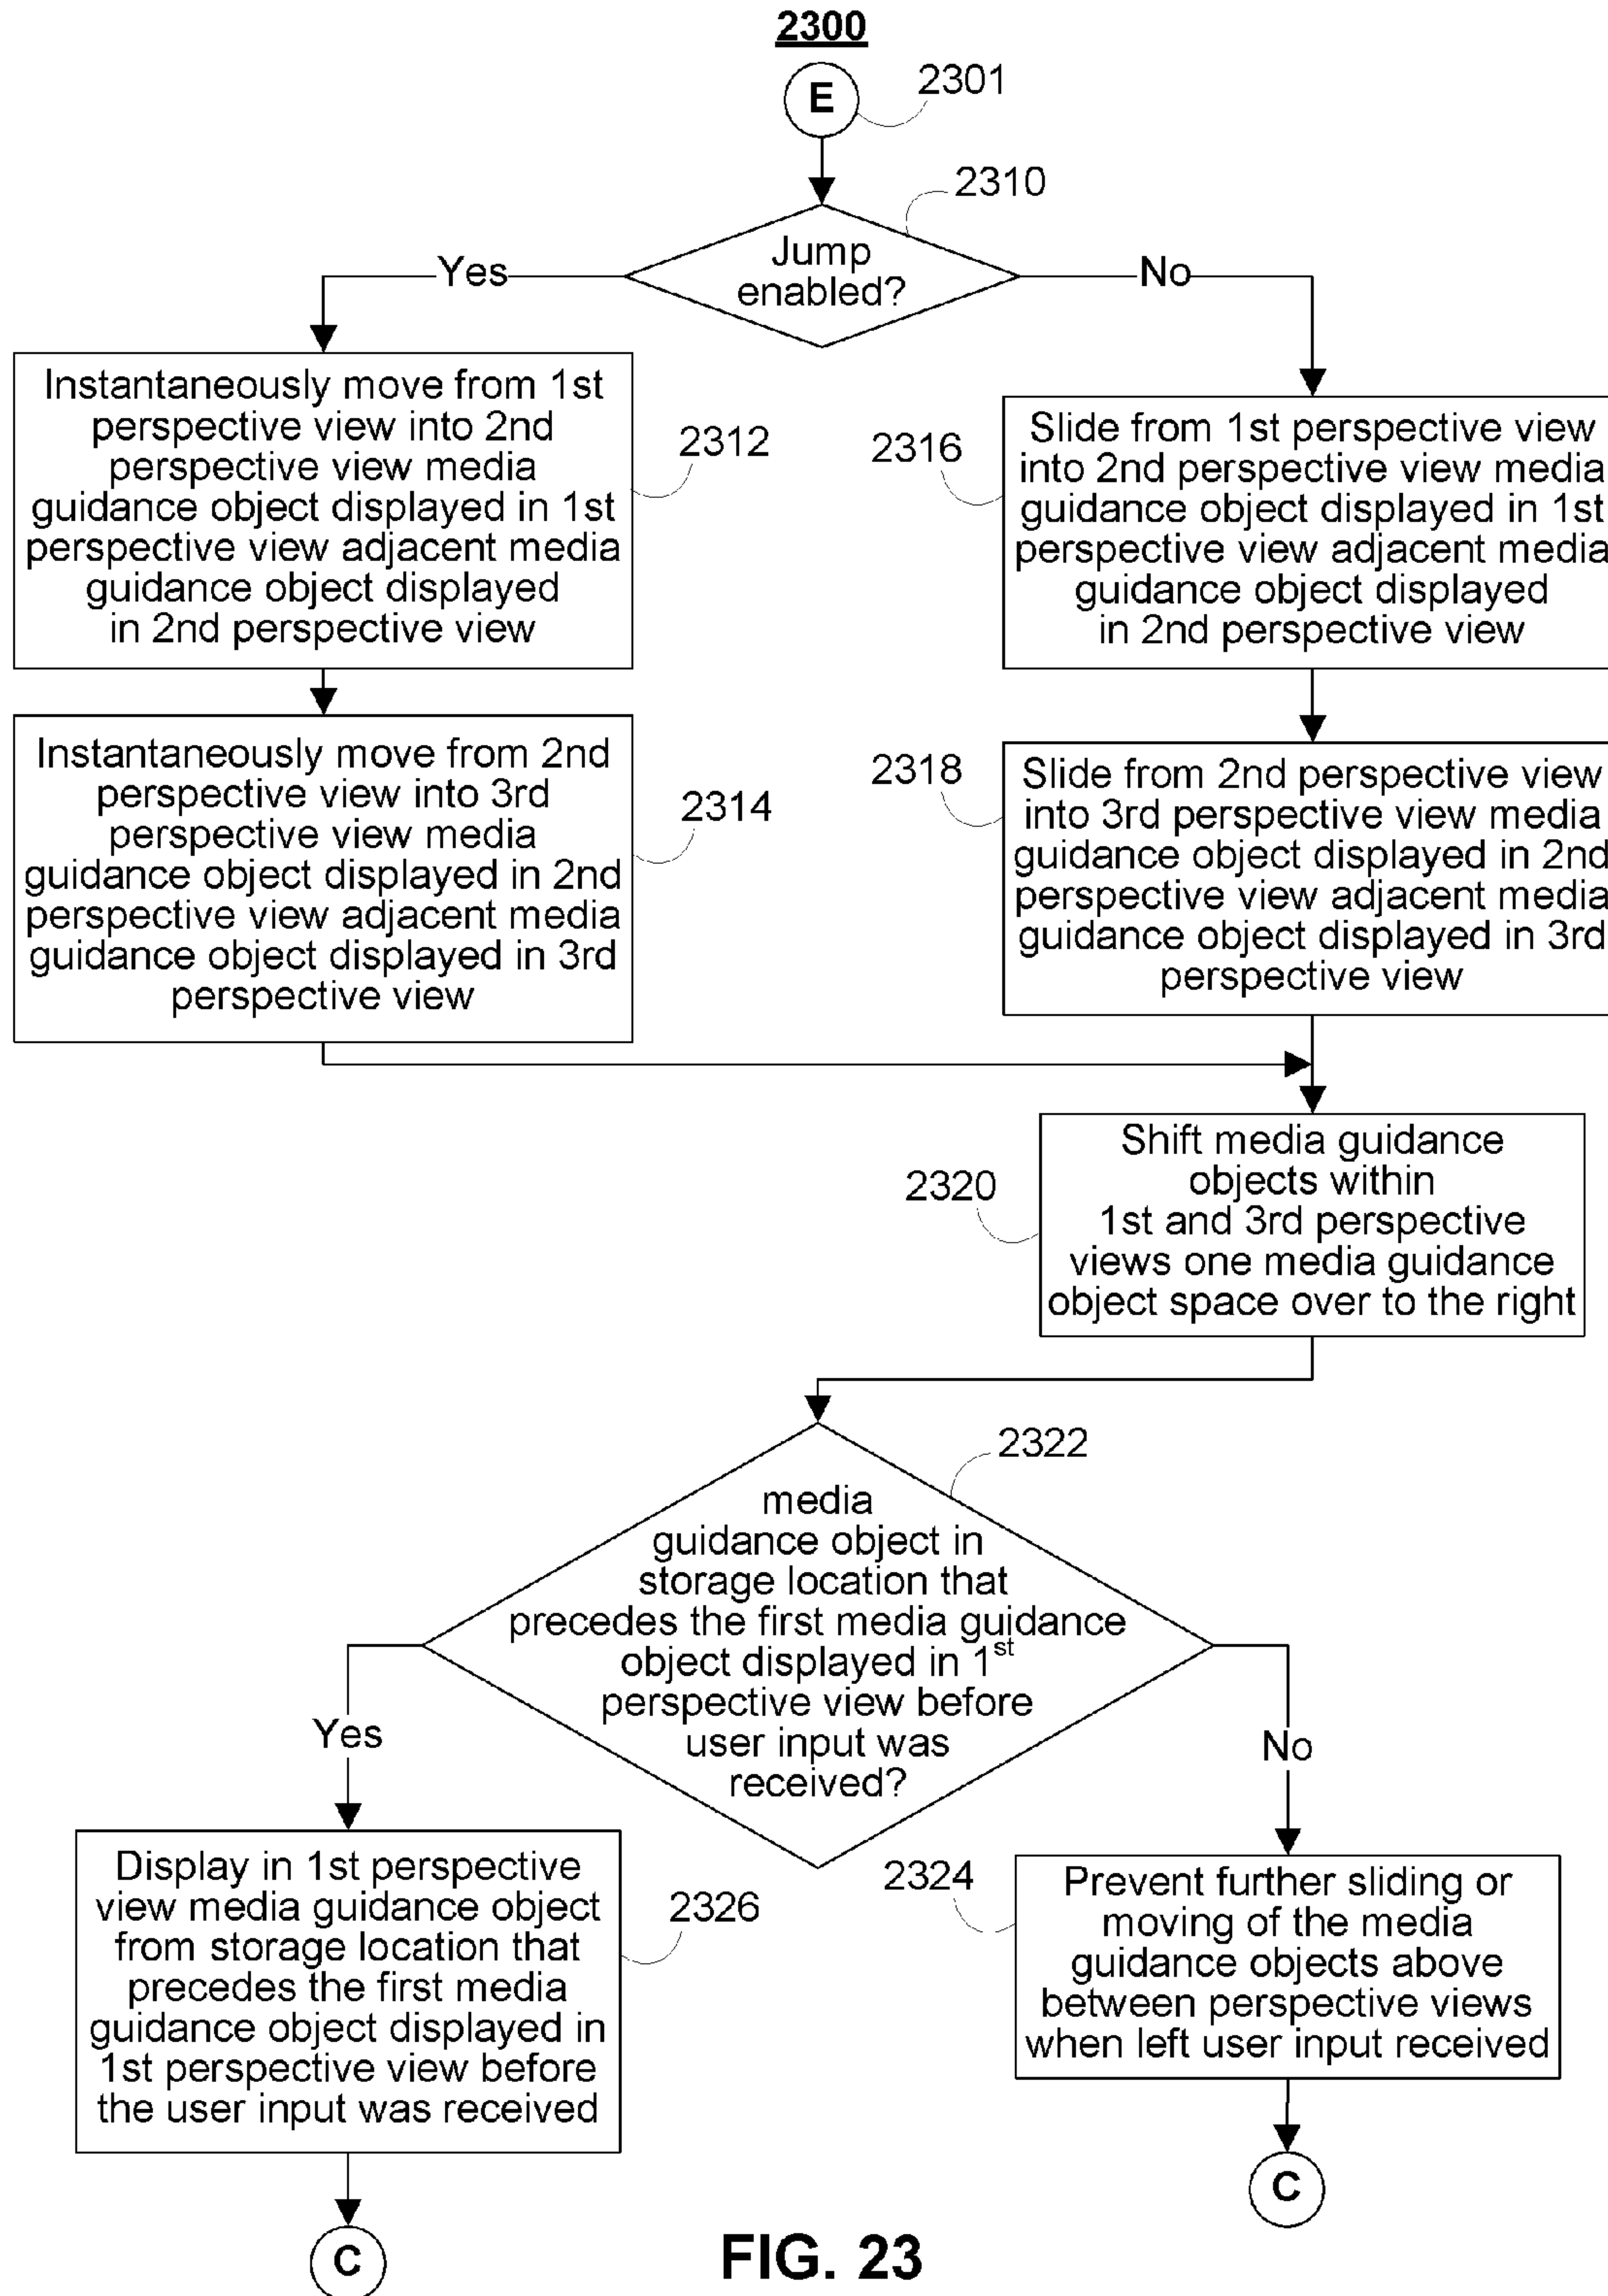 2300
E
2301
2310
Jump
enabled?
Yes
No
Instantaneously move from 1st
perspective view into 2nd
perspective view media
guidance object displayed in 1st
perspective view adjacent media
guidance object displayed
in 2nd perspective view
2312
2316
Slide from 1st perspective view
into 2nd perspective view media
guidance object displayed in 1st
perspective view adjacent media
guidance object displayed
in 2nd perspective view
Instantaneously move from 2nd
perspective view into 3rd
perspective view media
guidance object displayed in 2nd
perspective view adjacent media
guidance object displayed in 3rd
perspective view
2314
2318
Slide from 2nd perspective view
into 3rd perspective view media
guidance object displayed in 2nd
perspective view adjacent media
guidance object displayed in 3rd
perspective view
2320
Shift media guidance
objects within
1st and 3rd perspective
views one media guidance
object space over to the right
2322
media
guidance object in
storage location that
precedes the first media guidance
object displayed in 1st
perspective view before
user input was
received?
Yes
No
Display in 1st perspective
view media guidance object
from storage location that
precedes the first media
guidance object displayed in
1st perspective view before
the user input was received
2326
2324
Prevent further sliding or
moving of the media
guidance objects above
between perspective views
when left user input received
C
C
FIG. 23